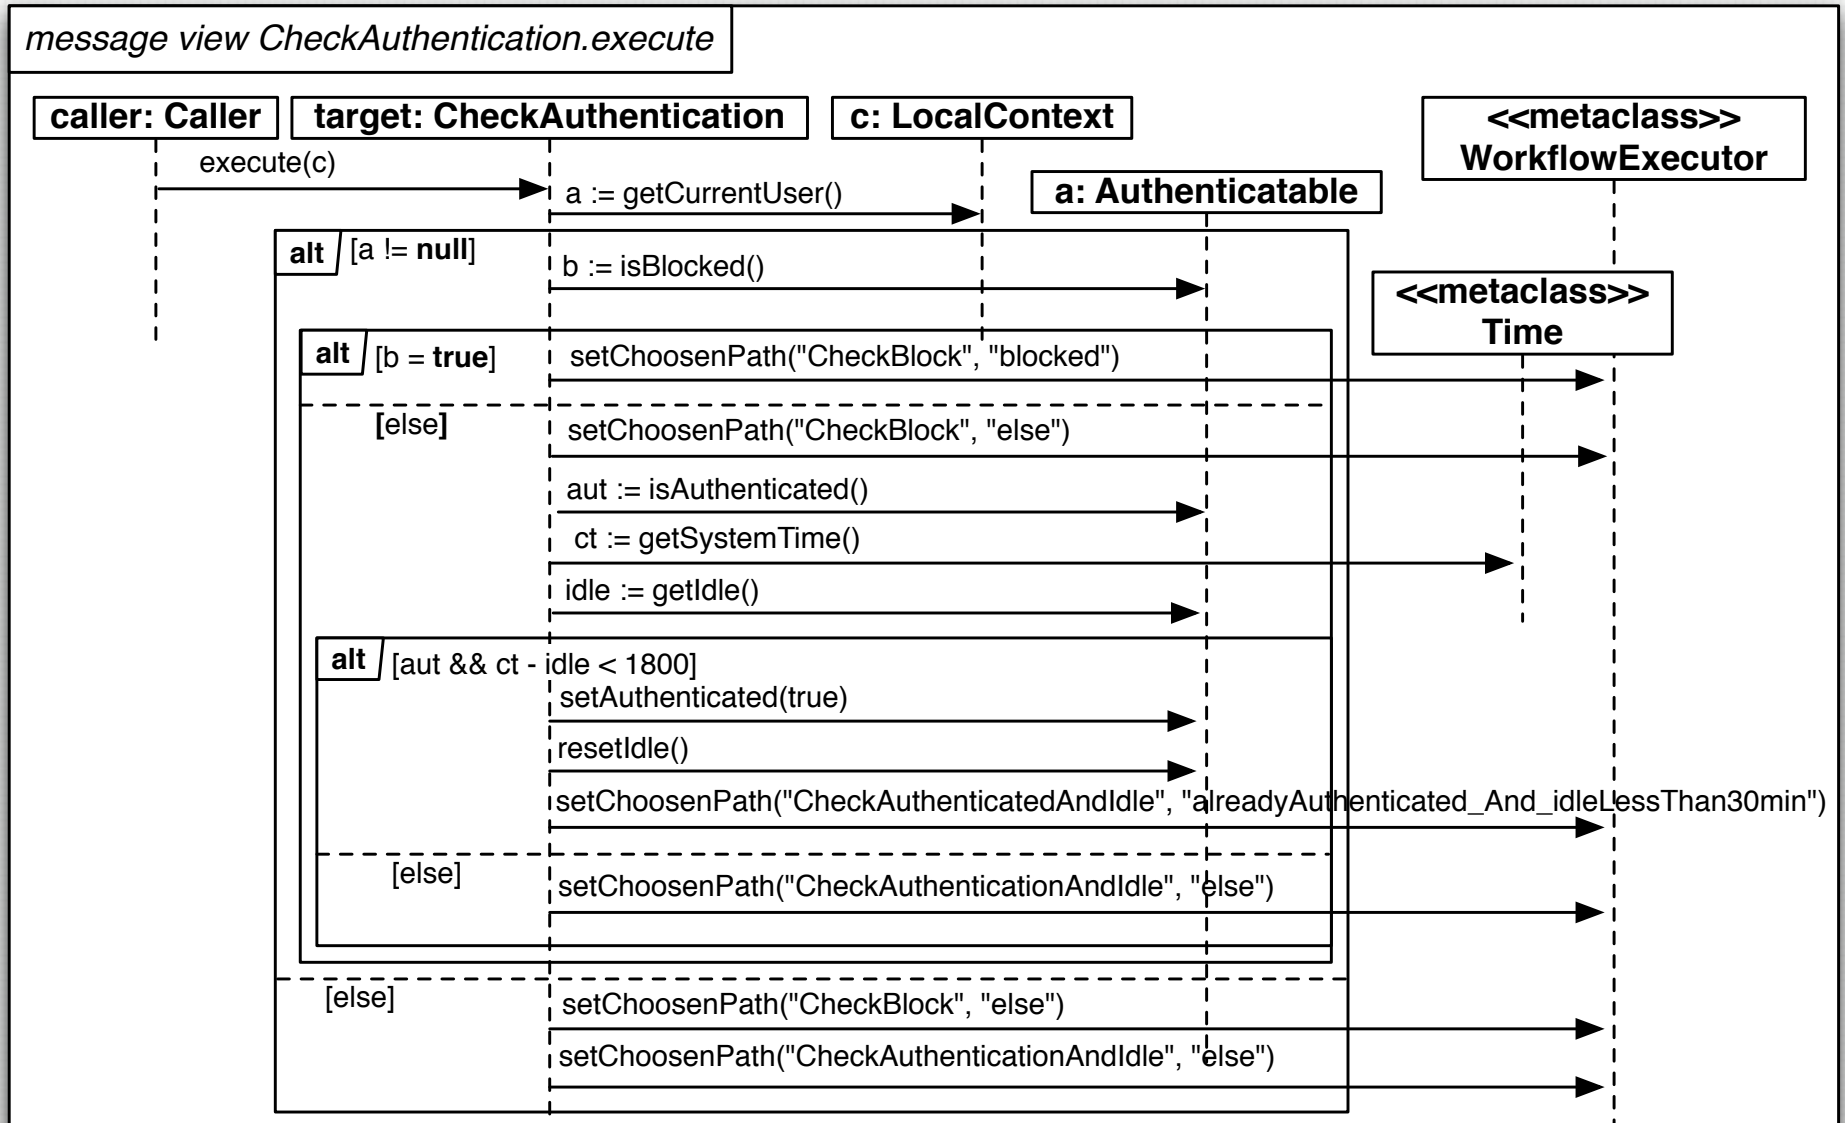 message view CheckAuthentication.execute
caller: Caller
target: CheckAuthentication
c: LocalContext
<<metaclass>>
WorkflowExecutor
execute(c)
a := getCurrentUser()
a: Authenticatable
alt [a != null]
b := isBlocked()
<<metaclass>>
Time
alt [b = true]
setChoosenPath("CheckBlock", "blocked")
[else]
setChoosenPath("CheckBlock", "else")
aut := isAuthenticated()
ct := getSystemTime()
idle := getIdle()
alt [aut && ct - idle < 1800]
setAuthenticated(true)
resetIdle()
setChoosenPath("CheckAuthenticatedAndIdle", "alreadyAuthenticated_And_idleLessThan30min")
[else]
setChoosenPath("CheckAuthenticationAndIdle", "else")
[else]
setChoosenPath("CheckBlock", "else")
setChoosenPath("CheckAuthenticationAndIdle", "else")